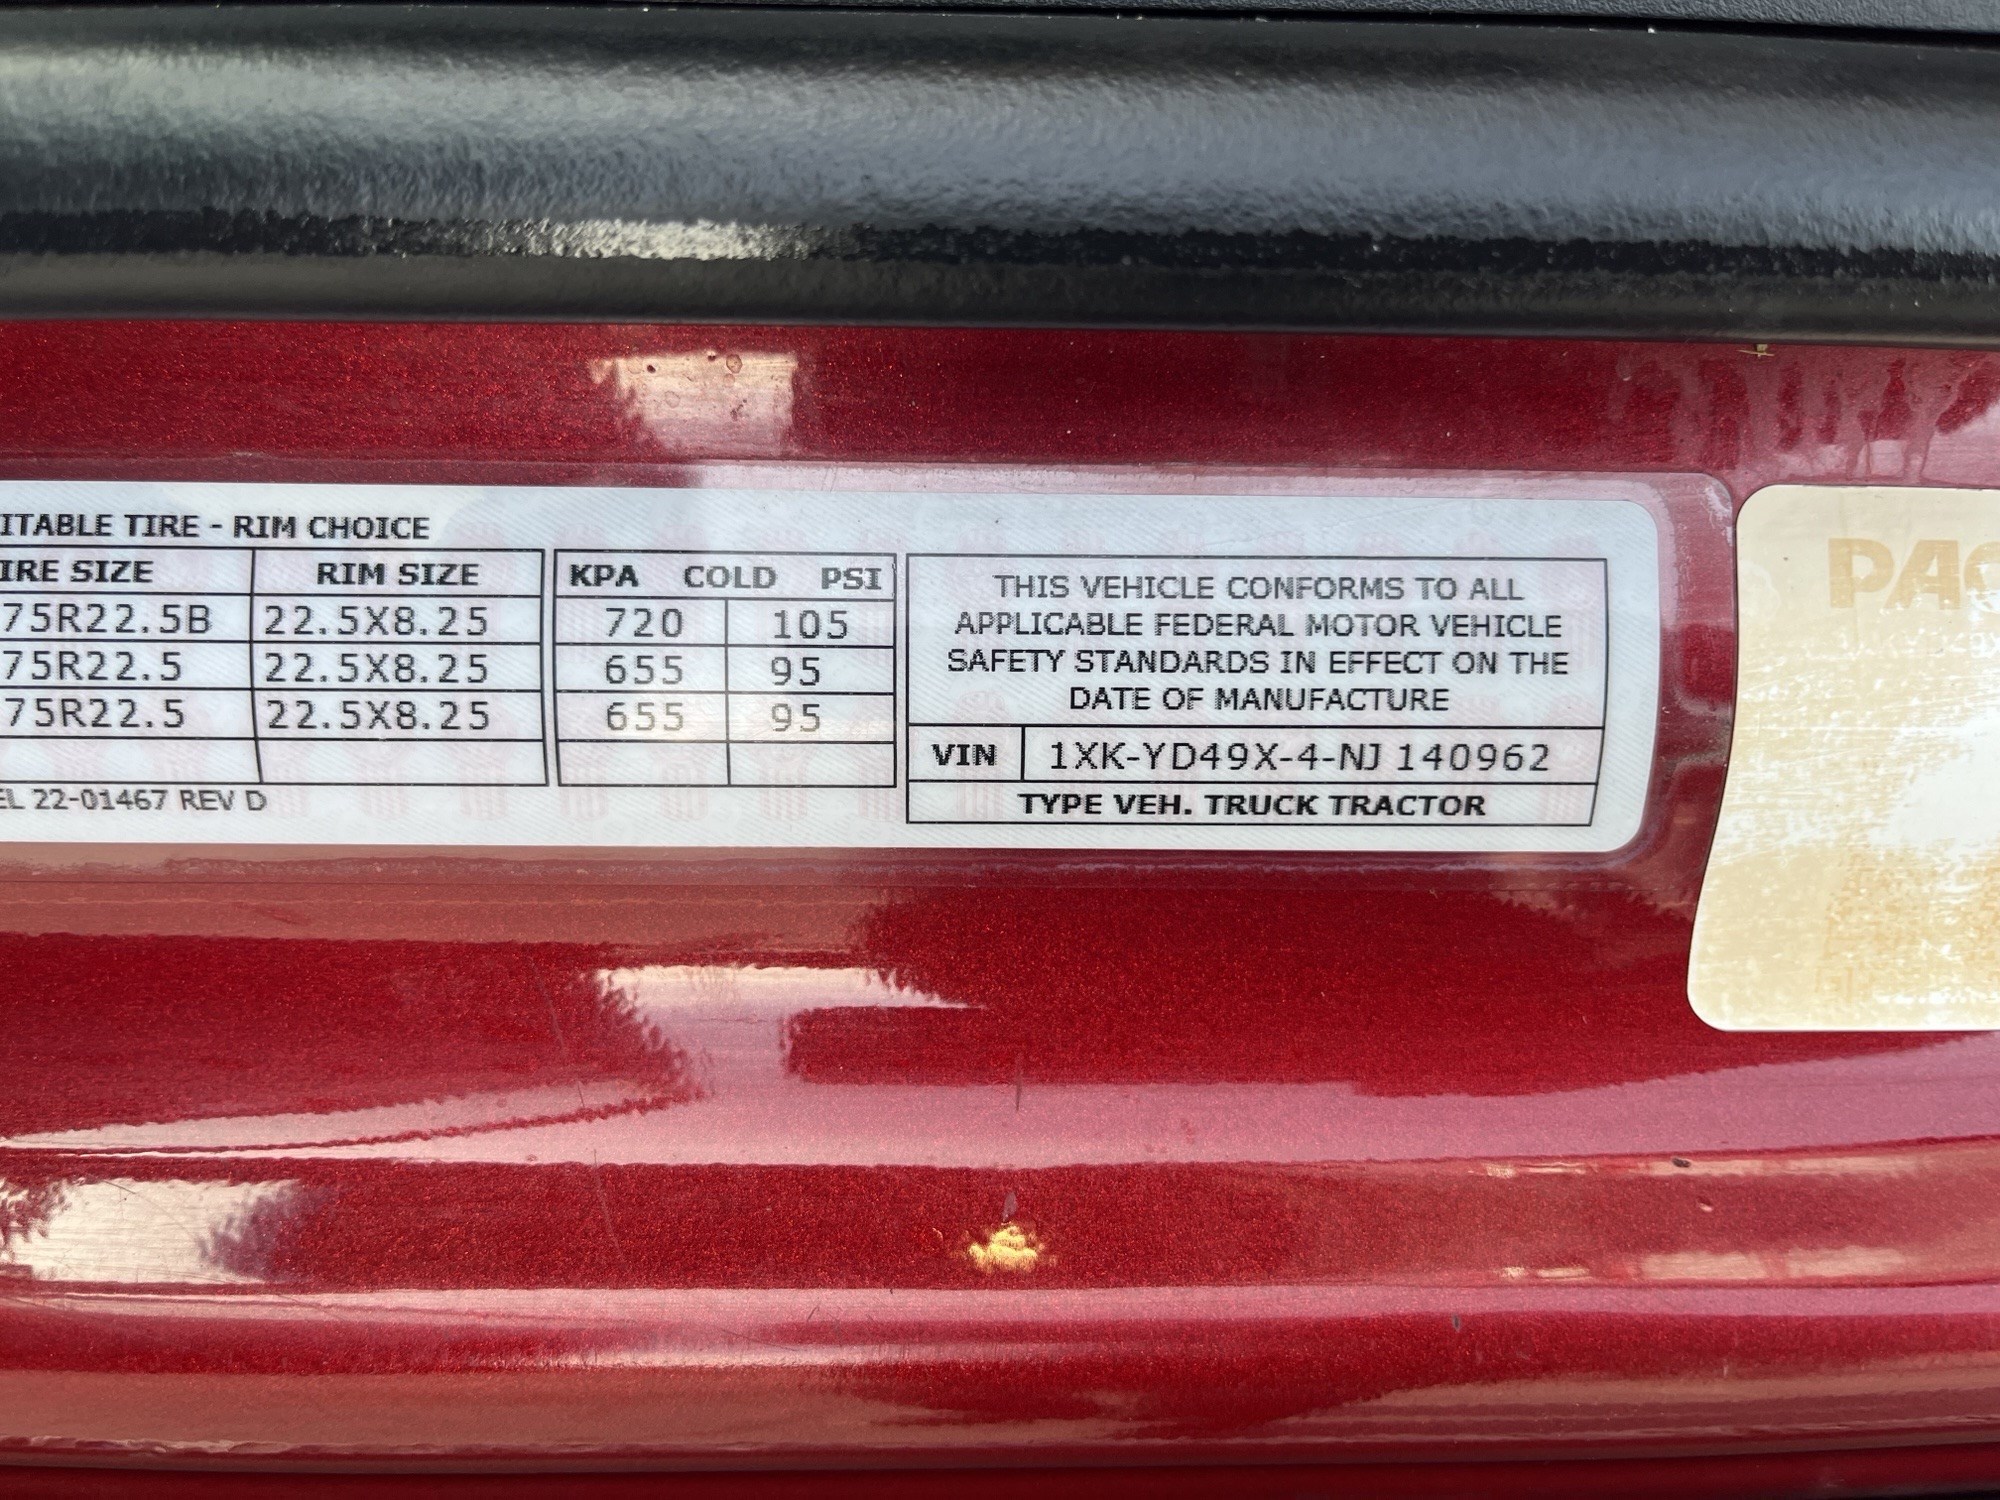 ITABLE TIRE - RIM CHOICE
IRE SIZE RIM SIZE KPA COLD PSI
75R22.5B 22.5X8.25 720 105
75R22.5 22.5X8.25 655 95
75R22.5 22.5X8.25 655 95
EL 22-01467 REV D
THIS VEHICLE CONFORMS TO ALL
APPLICABLE FEDERAL MOTOR VEHICLE
SAFETY STANDARDS IN EFFECT ON THE
DATE OF MANUFACTURE
VIN 1XK-YD49X-4-NJ 140962
TYPE VEH. TRUCK TRACTOR
PAC